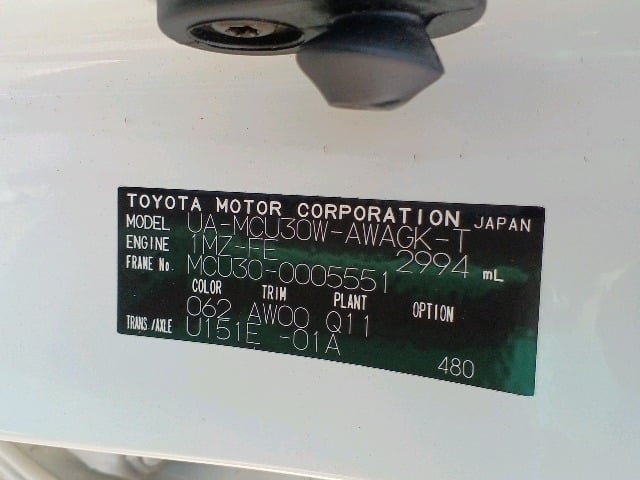 TOYOTA MOTOR CORPORATION JAPAN
MODEL UA-MCU30W-AWAGK-T
ENGINE 1MZ-FE 2994 mL
FRAME No. MCU30-0005551
COLOR TRIM PLANT OPTION
062 AW00 Q11
TRANS./AXLE U151E -01A
480